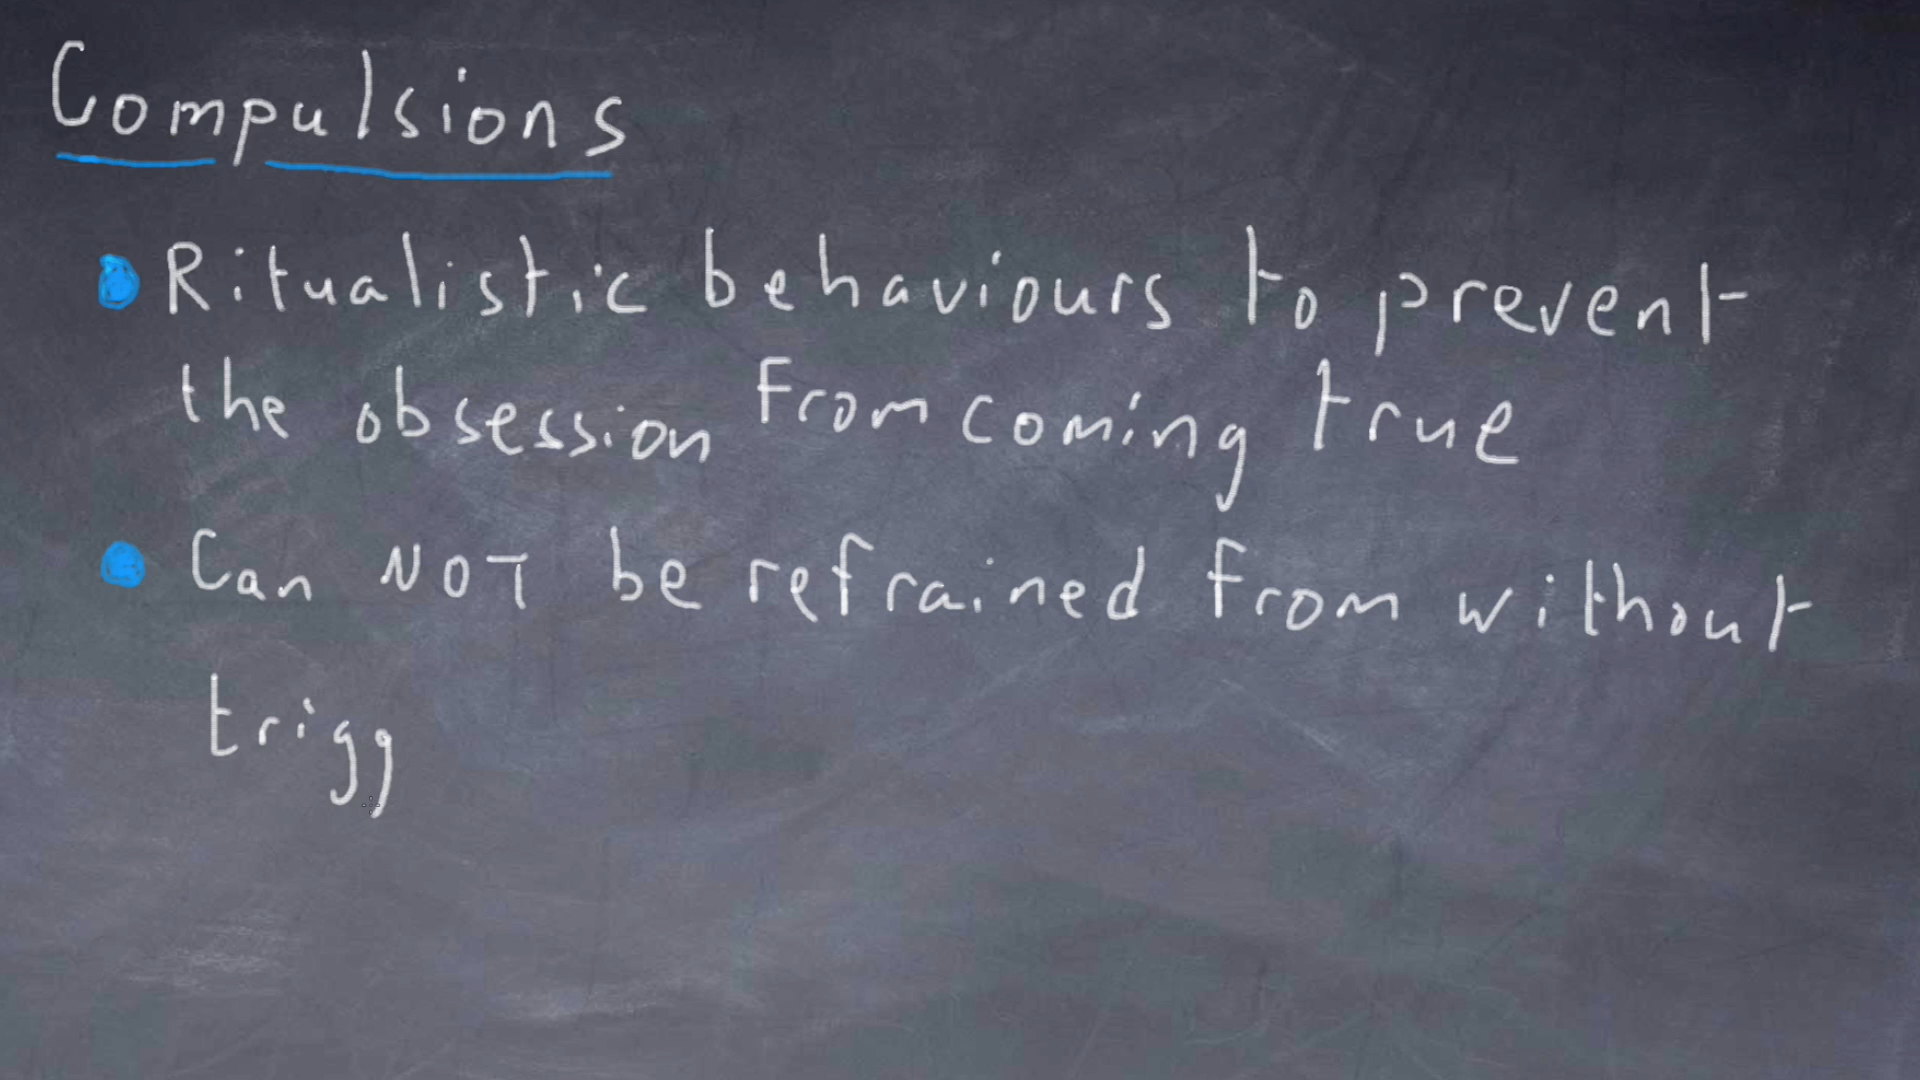 Compulsions
Ritualistic behaviours to prevent
the obsession From coming true
Can NOT be refrained from without
trigg